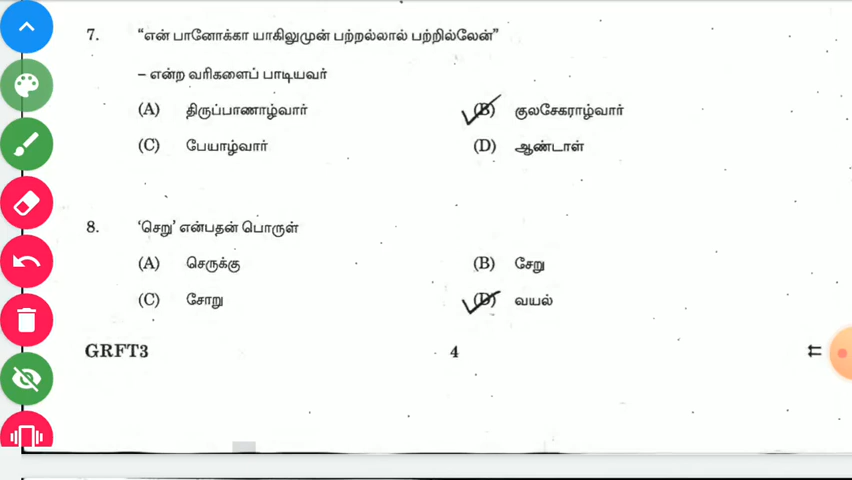 7. "என் பானோக்கா யாகிலுமுன் பற்றல்லால் பற்றில்லேன்"
– என்ற வரிகளைப் பாடியவர்
(A) திருப்பாணாழ்வார் (B) குலசேகராழ்வார்
(C) பேயாழ்வார் (D) ஆண்டாள்
8. 'செறு' என்பதன் பொருள்
(A) செருக்கு (B) சேறு
(C) சோறு (D) வயல்
GRFT3 4